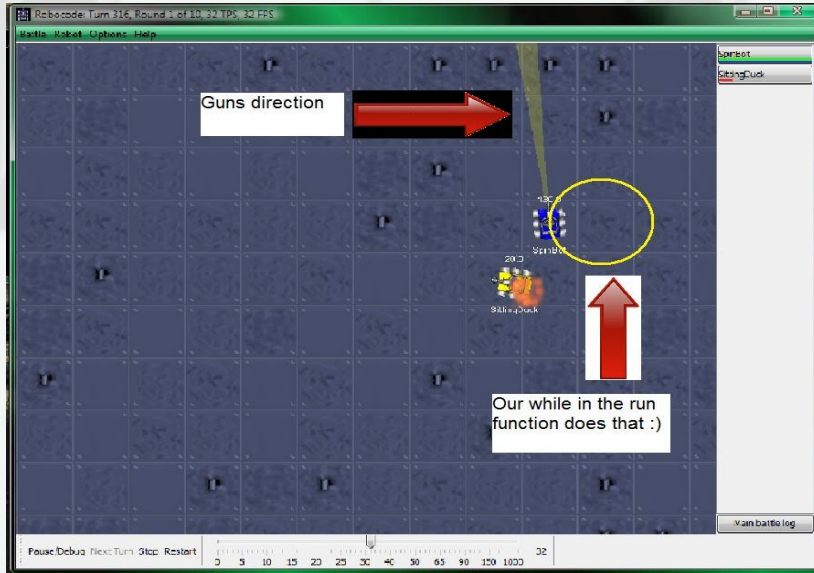 Robocode: Turn 316, Round 1 of 10, 32 TPS, 32 FPS
Battle Robot Options Help
SpinBot
SittingDuck
Guns direction
SpinBot
20.0
SittingDuck
Our while in the run
function does that :)
Main battle log
Pause/Debug Next Turn Stop Restart
0 5 10 15 20 25 30 40 50 65 90 150 1000
32